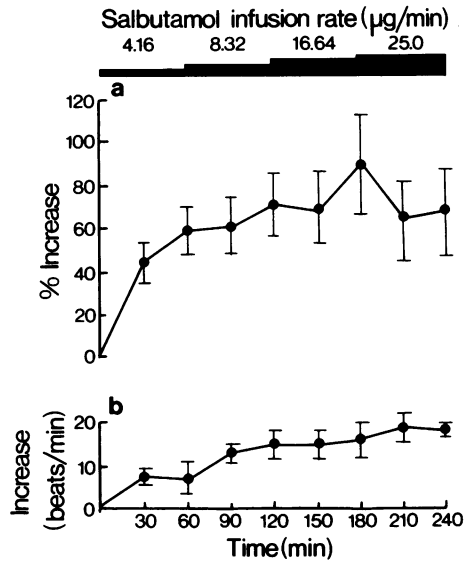 Salbutamol infusion rate (µg/min)
4.16 8.32 16.64 25.0
a
120
100
80
60
40
20
0
% Increase
b
20
10
0
Increase
(beats/min)
30 60 90 120 150 180 210 240
Time (min)